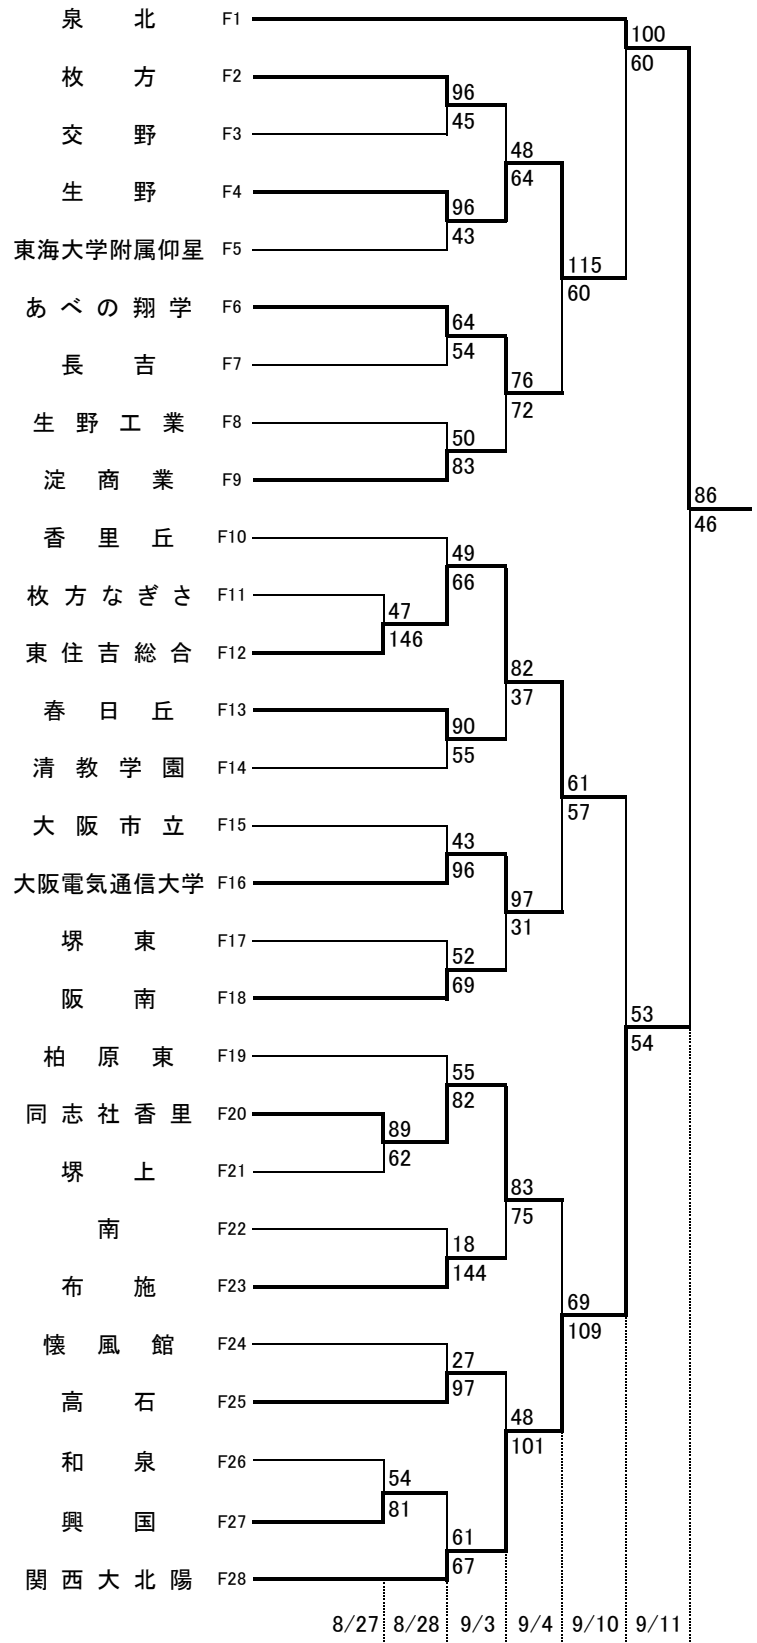 泉北 F1
100
60
枚方 F2
96
45
交野 F3
48
64
生野 F4
96
43
東海大学附属仰星 F5
115
60
あべの翔学 F6
64
54
長吉 F7
76
72
生野工業 F8
50
83
淀商業 F9
86
46
香里丘 F10
49
66
枚方なぎさ F11
47
146
東住吉総合 F12
82
37
春日丘 F13
90
55
清教学園 F14
61
57
大阪市立 F15
43
96
大阪電気通信大学 F16
97
31
堺東 F17
52
69
阪南 F18
53
54
柏原東 F19
55
82
同志社香里 F20
89
62
堺上 F21
83
75
南 F22
18
144
布施 F23
69
109
懐風館 F24
27
97
高石 F25
48
101
和泉 F26
54
81
興国 F27
61
67
関西大北陽 F28
8/27 8/28 9/3 9/4 9/10 9/11